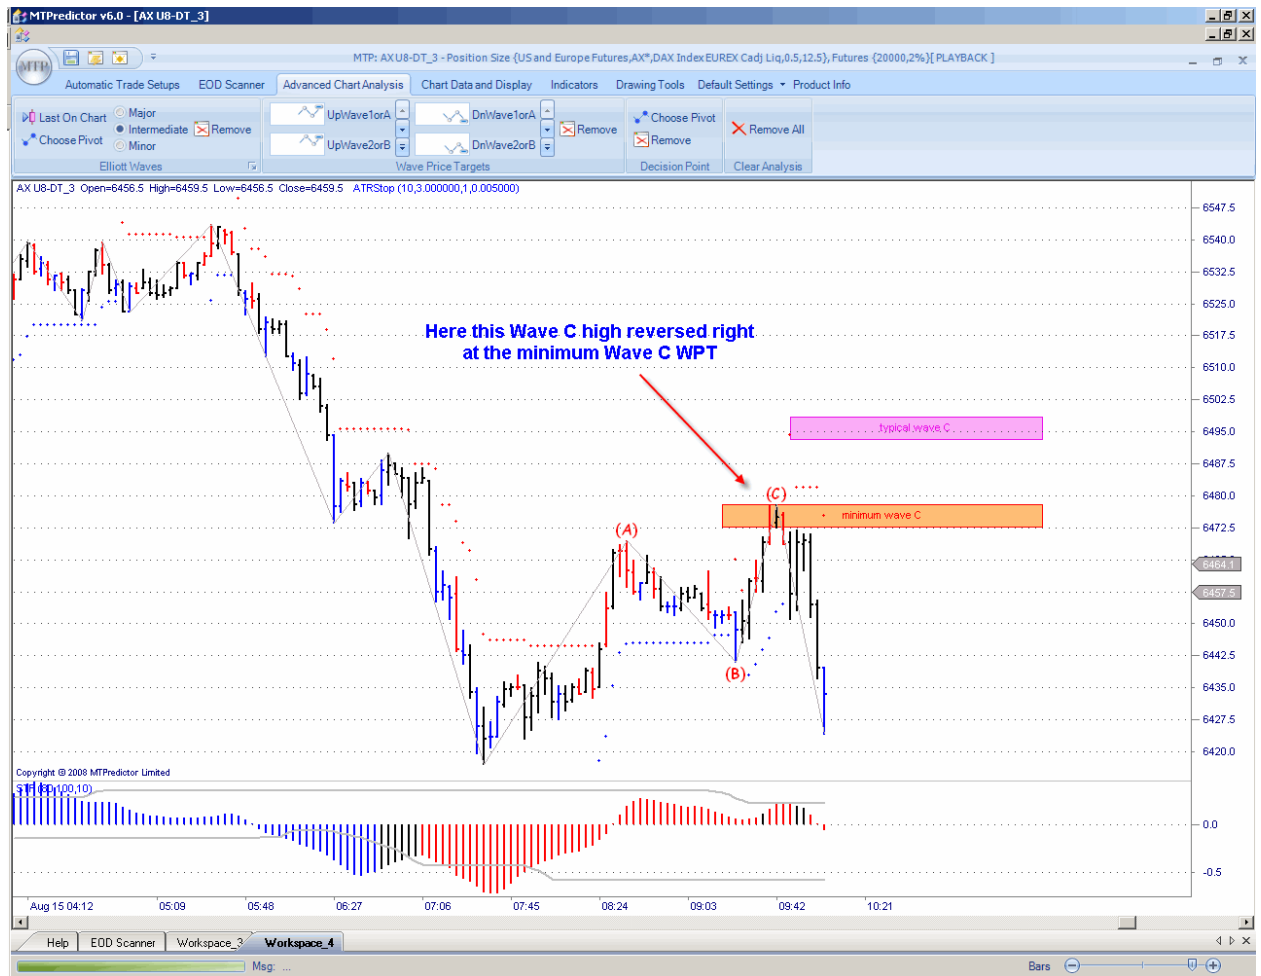 MTPredictor v6.0 - [AX U8-DT_3]
MTP
MTP: AX U8-DT_3 - Position Size {US and Europe Futures,AX*,DAX Index EUREX Cadj Liq,0.5,12.5}, Futures {20000,2%}[ PLAYBACK ]
Automatic Trade Setups EOD Scanner Advanced Chart Analysis Chart Data and Display Indicators Drawing Tools Default Settings Product Info
Last On Chart
Choose Pivot
Major
Intermediate
Minor
Remove
Elliott Waves
UpWave1orA
UpWave2orB
DnWave1orA
DnWave2orB
Remove
Wave Price Targets
Choose Pivot
Remove
Decision Point
Remove All
Clear Analysis
AX U8-DT_3 Open=6456.5 High=6459.5 Low=6456.5 Close=6459.5 ATRStop (10,3.000000,1,0.005000)
6547.5
6540.0
6532.5
6525.0
6517.5
6510.0
6502.5
6495.0
6487.5
6480.0
6472.5
6464.1
6457.5
6450.0
6442.5
6435.0
6427.5
6420.0
Here this Wave C high reversed right
at the minimum Wave C WPT
typical wave C
(C)
minimum wave C
(A)
(B)
Copyright © 2008 MTPredictor Limited
0.0
-0.5
Aug 15 04:12 05:09 05:48 06:27 07:06 07:45 08:24 09:03 09:42 10:21
Help EOD Scanner Workspace_3 Workspace_4
Msg: ...
Bars